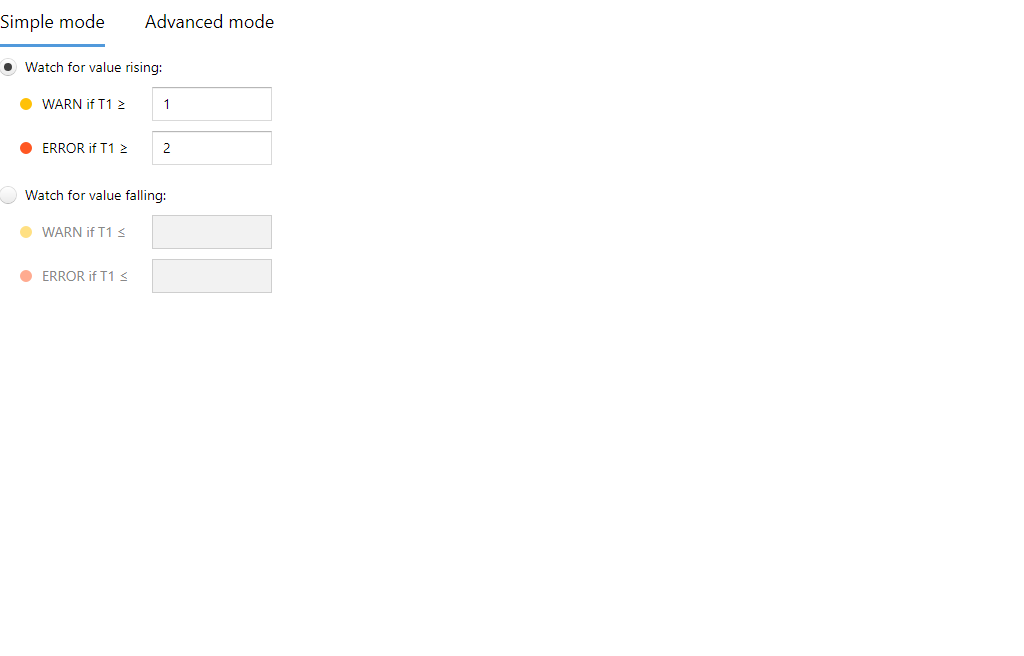 Simple mode Advanced mode
Watch for value rising:
WARN if T1 ≥ 1
ERROR if T1 ≥ 2
Watch for value falling:
WARN if T1 ≤
ERROR if T1 ≤